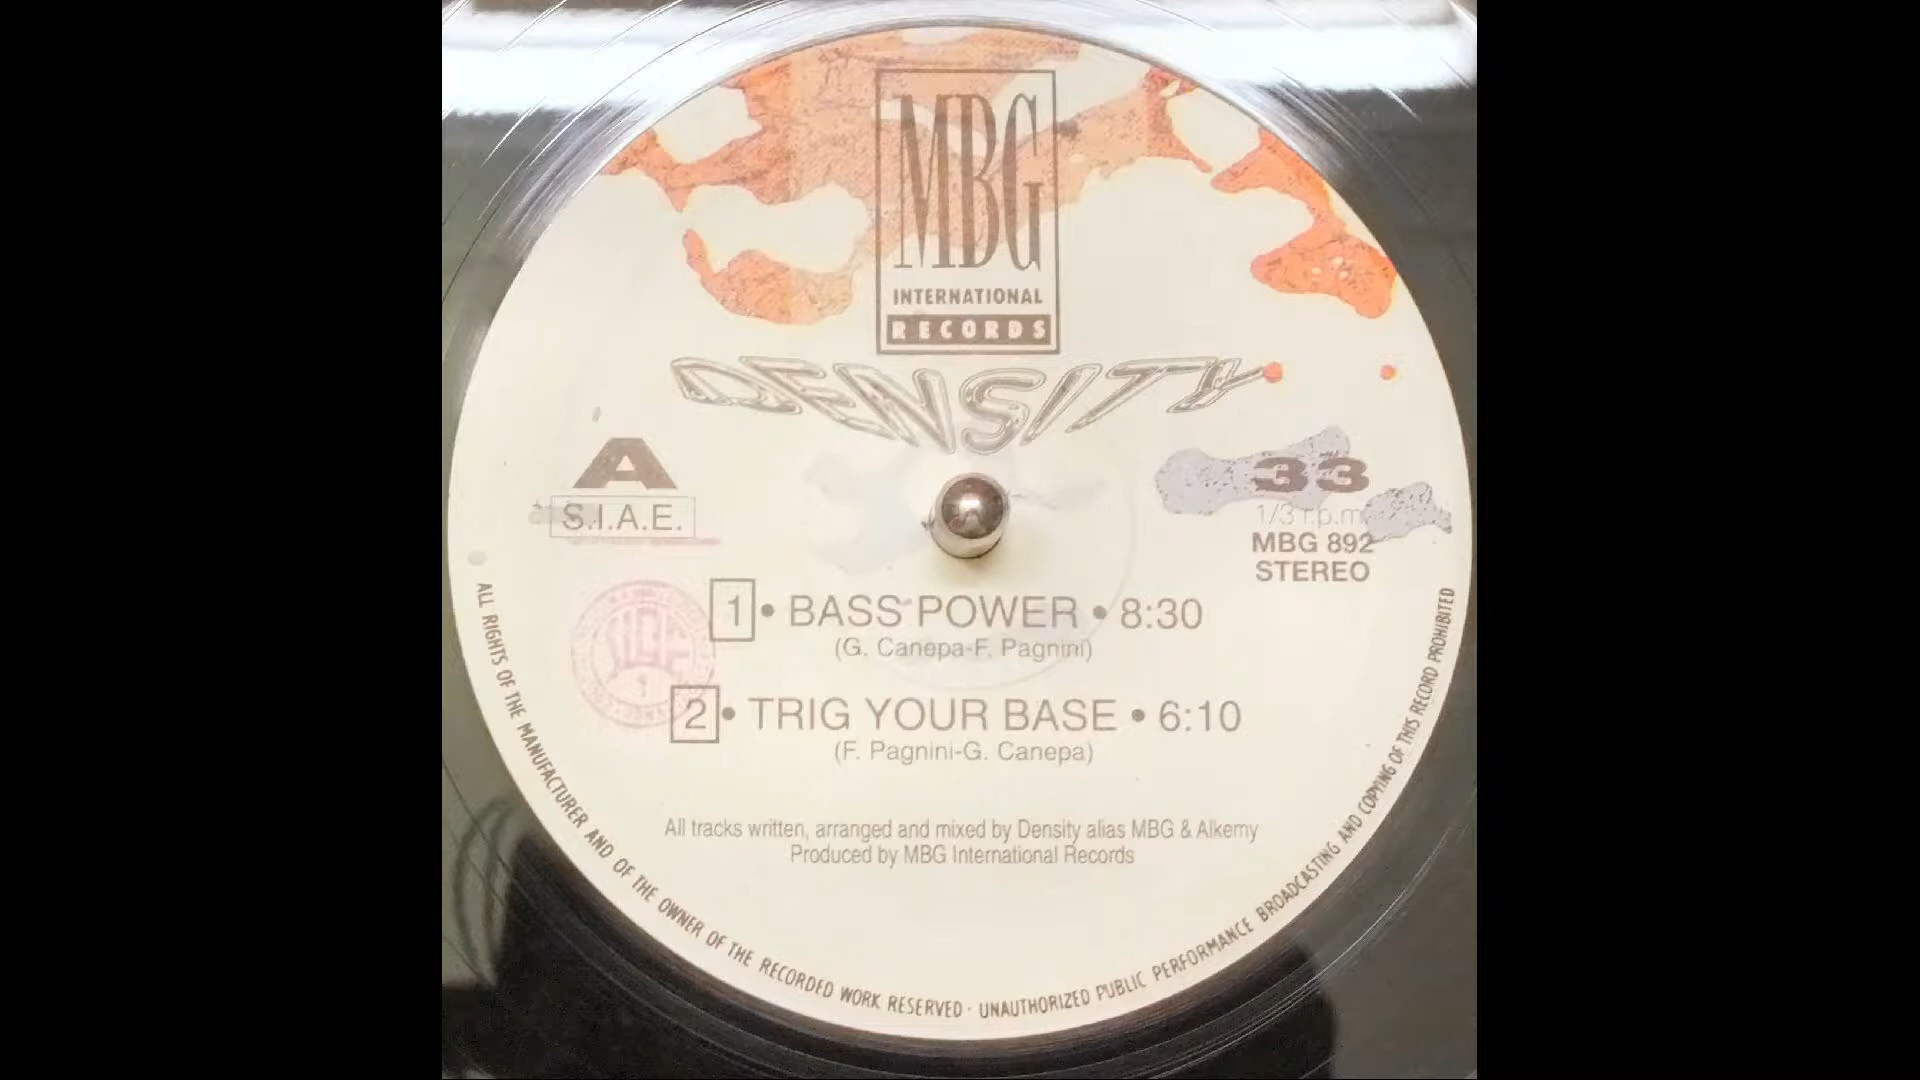 MBG
INTERNATIONAL
RECORDS
DENSITY
A
S.I.A.E.
33
1/3 r.p.m.
MBG 892
STEREO
1 • BASS POWER • 8:30
(G. Canepa-F. Pagnini)
2 • TRIG YOUR BASE • 6:10
(F. Pagnini-G. Canepa)
All tracks written, arranged and mixed by Density alias MBG & Alkemy
Produced by MBG International Records
ALL RIGHTS OF THE MANUFACTURER AND OF THE OWNER OF THE RECORDED WORK RESERVED · UNAUTHORIZED PUBLIC PERFORMANCE BROADCASTING AND COPYING OF THIS RECORD PROHIBITED